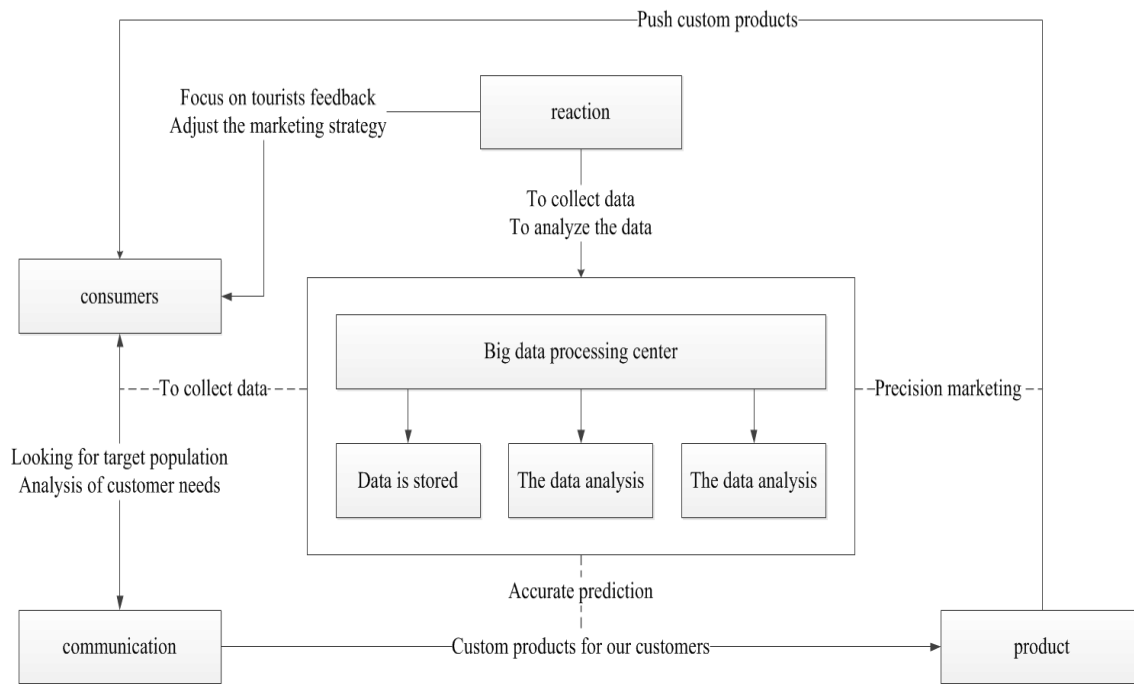 Push custom products
Focus on tourists feedback
Adjust the marketing strategy
reaction
To collect data
To analyze the data
consumers
Big data processing center
To collect data
Precision marketing
Looking for target population
Analysis of customer needs
Data is stored
The data analysis
The data analysis
Accurate prediction
communication
Custom products for our customers
product